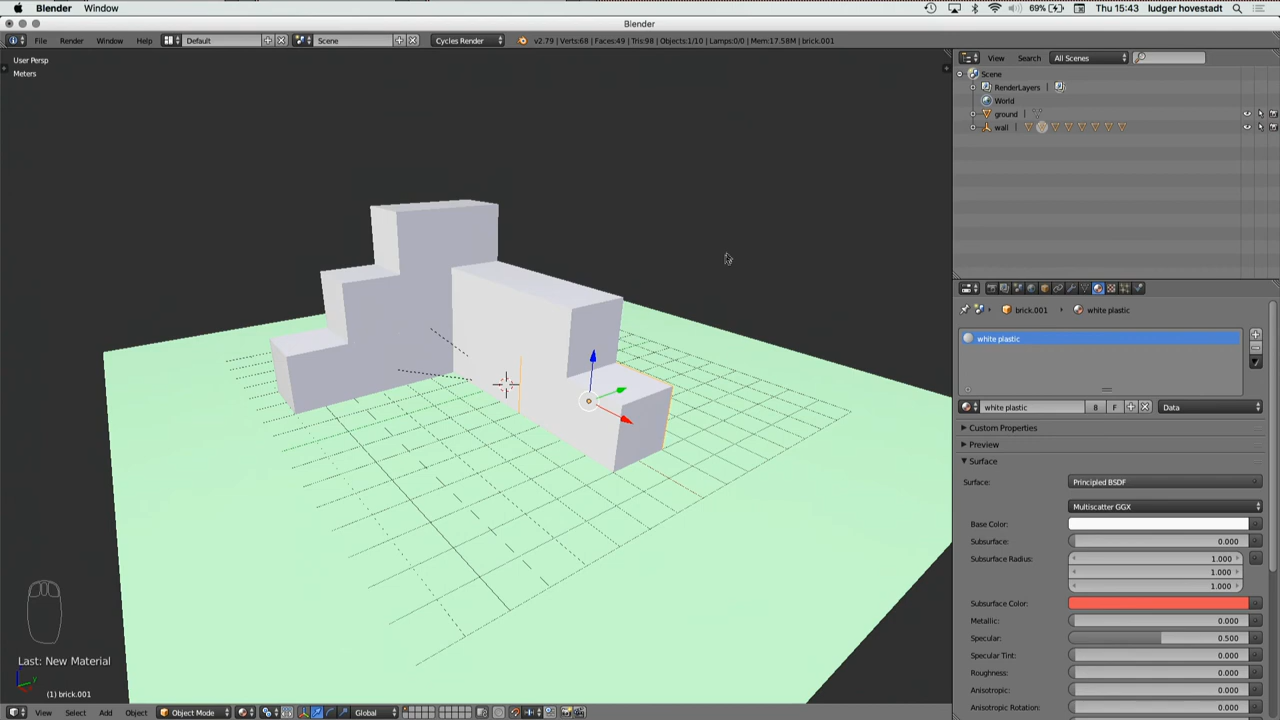 Blender Window 69% Thu 15:43 ludger hovestadt
Blender
File Render Window Help Default Scene Cycles Render v2.79 | Verts:68 | Faces:49 | Tris:98 | Objects:1/10 | Lamps:0/0 | Mem:17.58M | brick.001
User Persp
Meters
View Search All Scenes
Scene
RenderLayers |
World
ground |
wall |
brick.001 white plastic
white plastic
white plastic 8 F Data
Custom Properties
Preview
Surface
Surface: Principled BSDF
Multiscatter GGX
Base Color:
Subsurface: 0.000
Subsurface Radius: 1.000
1.000
1.000
Subsurface Color:
Metallic: 0.000
Specular: 0.500
Specular Tint: 0.000
Roughness: 0.000
Anisotropic: 0.000
Anisotropic Rotation: 0.000
Last: New Material
(1) brick.001
View Select Add Object Object Mode Global